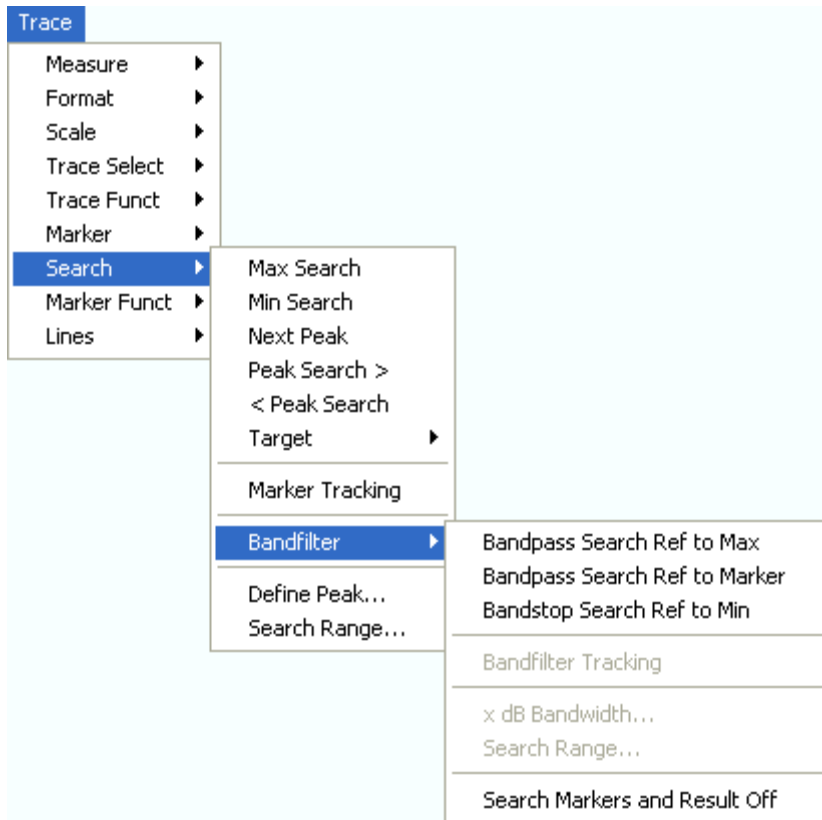 Trace
Measure
Format
Scale
Trace Select
Trace Funct
Marker
Search
Marker Funct
Lines
Max Search
Min Search
Next Peak
Peak Search >
< Peak Search
Target
Marker Tracking
Bandfilter
Define Peak...
Search Range...
Bandpass Search Ref to Max
Bandpass Search Ref to Marker
Bandstop Search Ref to Min
Bandfilter Tracking
x dB Bandwidth...
Search Range...
Search Markers and Result Off